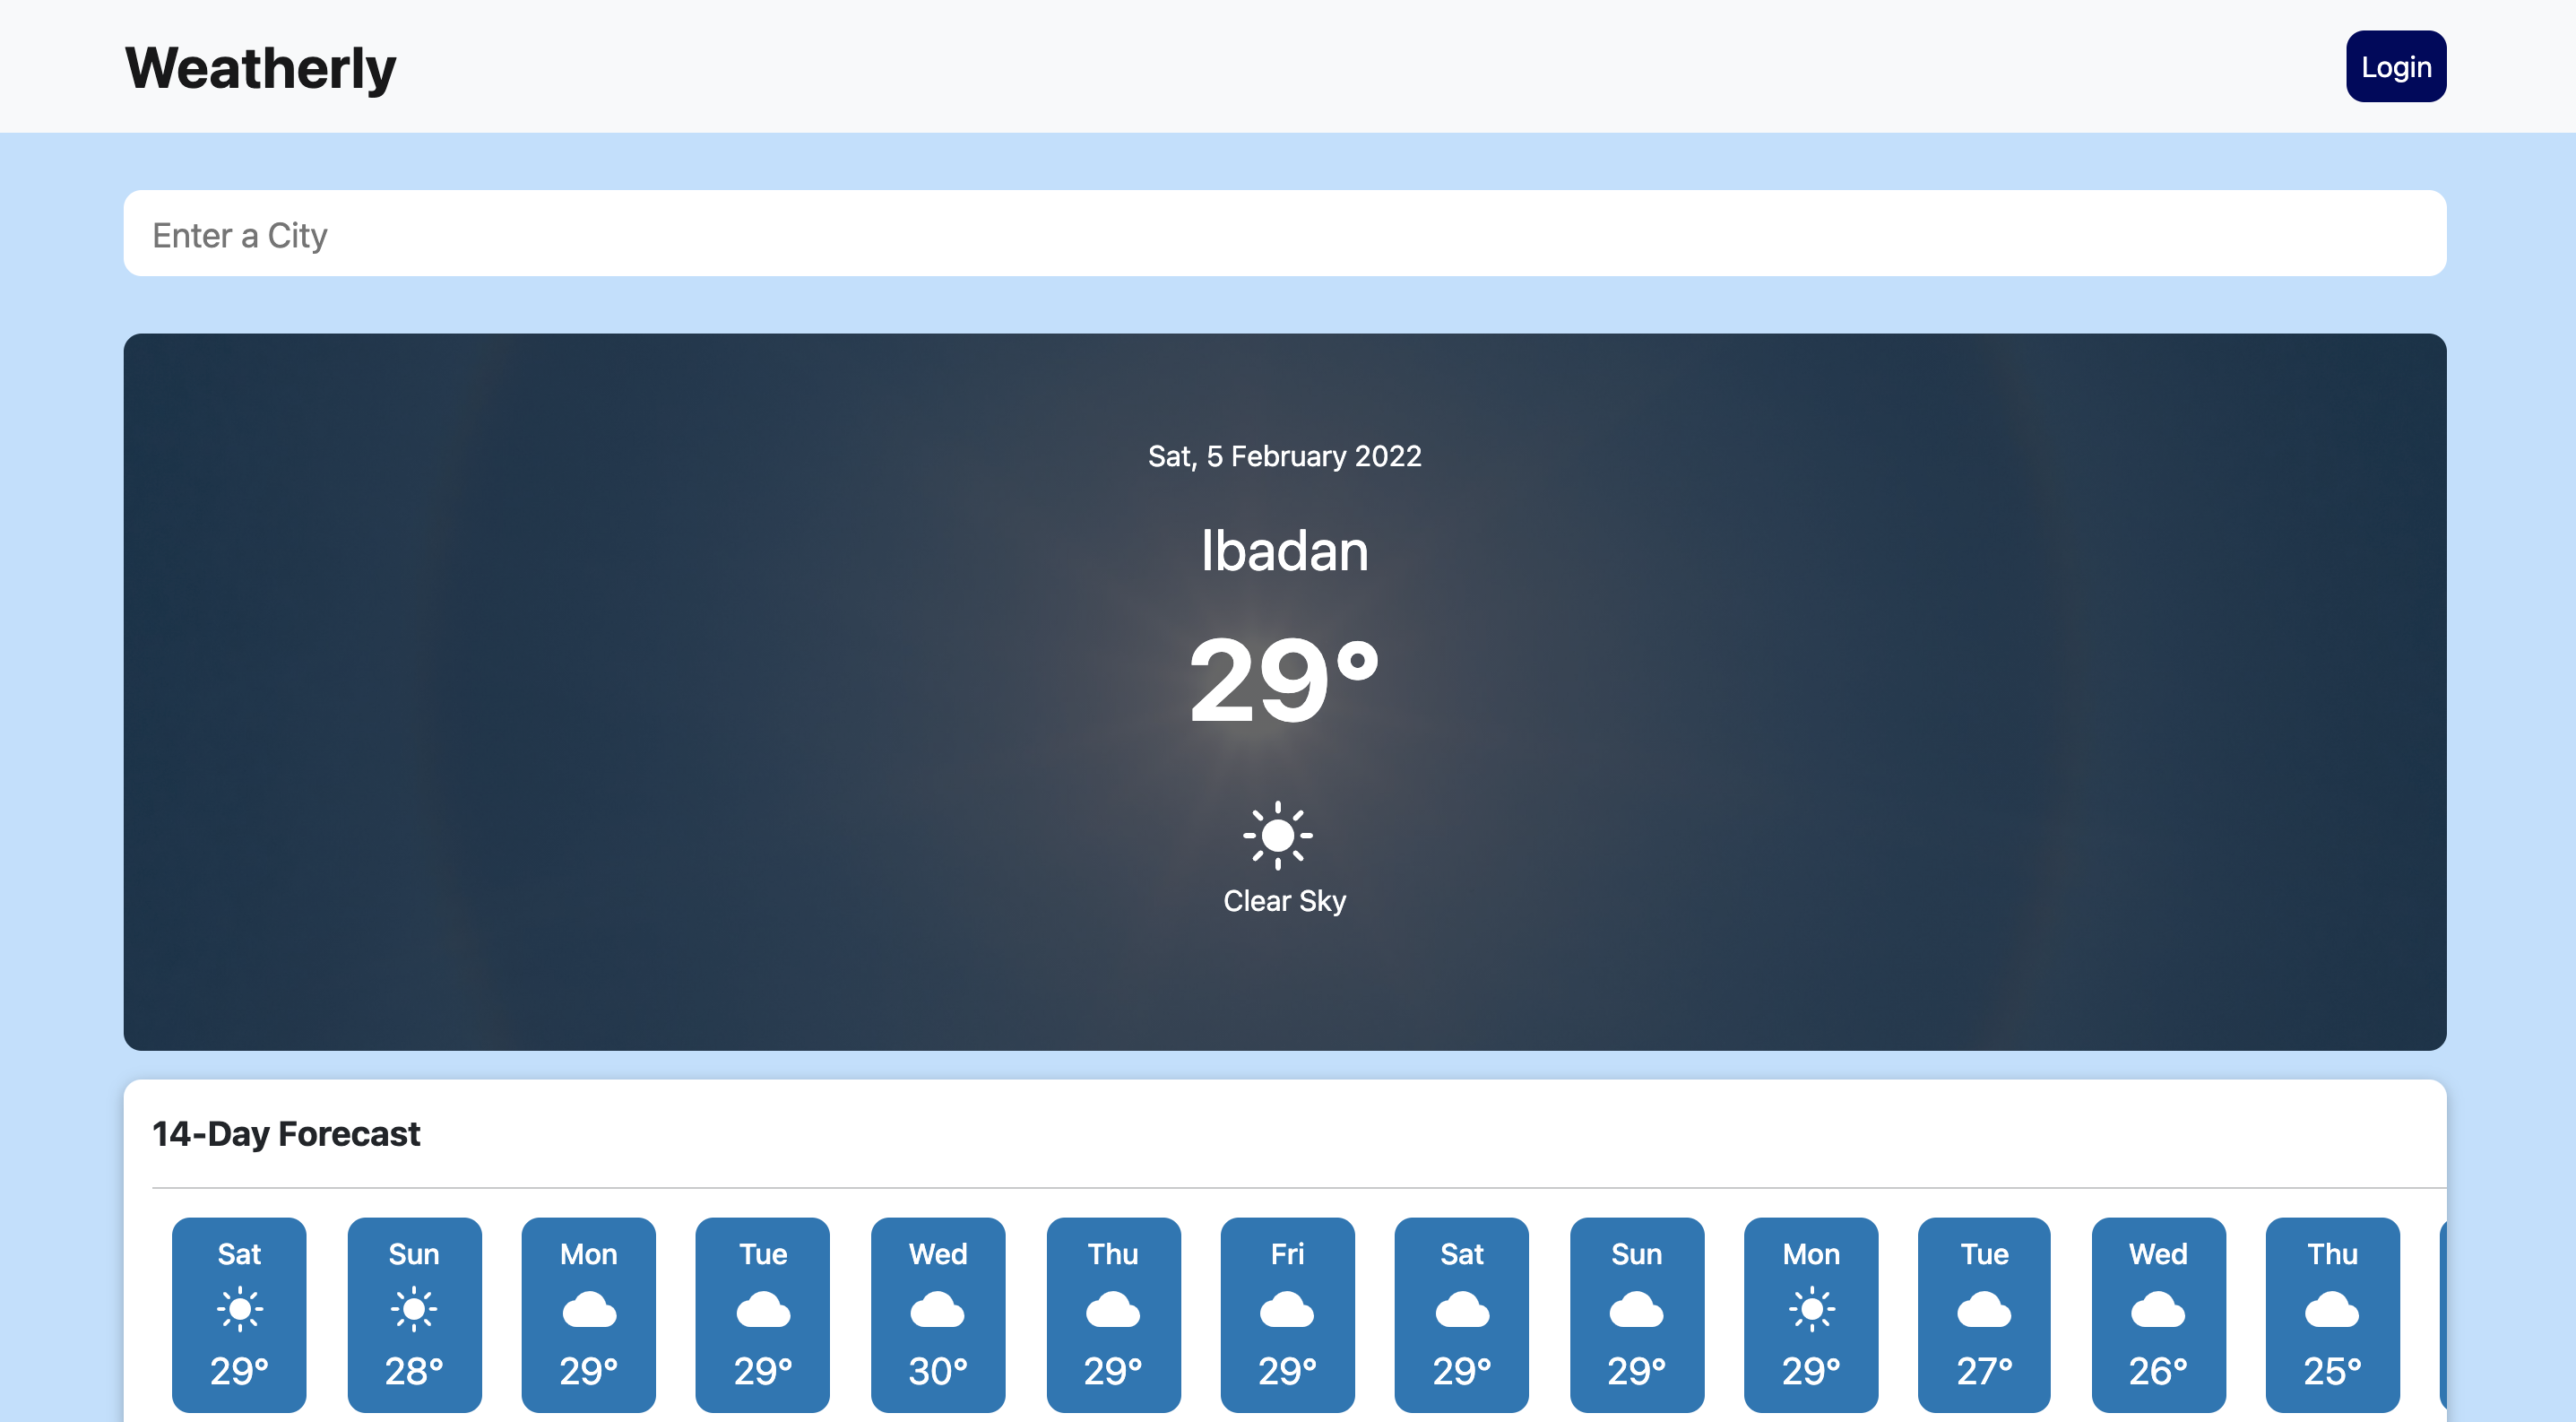 Weatherly
Login
Enter a City
Sat, 5 February 2022
Ibadan
29°
Clear Sky
14-Day Forecast
Sat Sun Mon Tue Wed Thu Fri Sat Sun Mon Tue Wed Thu
29° 28° 29° 29° 30° 29° 29° 29° 29° 29° 27° 26° 25°